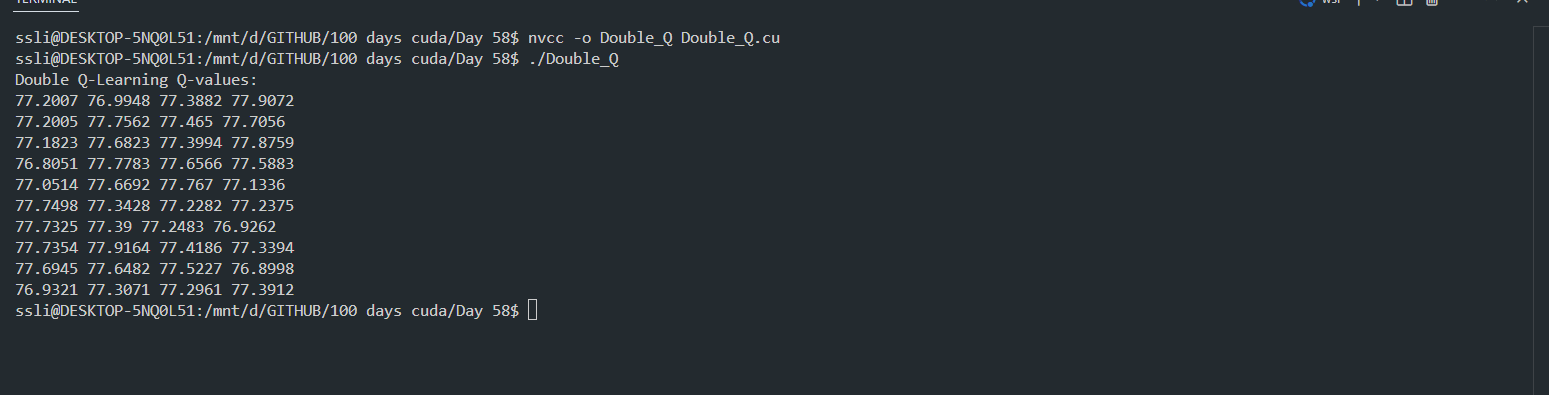 TERMINAL
ssli@DESKTOP-5NQ0L51:/mnt/d/GITHUB/100 days cuda/Day 58$ nvcc -o Double_Q Double_Q.cu
ssli@DESKTOP-5NQ0L51:/mnt/d/GITHUB/100 days cuda/Day 58$ ./Double_Q
Double Q-Learning Q-values:
77.2007 76.9948 77.3882 77.9072
77.2005 77.7562 77.465 77.7056
77.1823 77.6823 77.3994 77.8759
76.8051 77.7783 77.6566 77.5883
77.0514 77.6692 77.767 77.1336
77.7498 77.3428 77.2282 77.2375
77.7325 77.39 77.2483 76.9262
77.7354 77.9164 77.4186 77.3394
77.6945 77.6482 77.5227 76.8998
76.9321 77.3071 77.2961 77.3912
ssli@DESKTOP-5NQ0L51:/mnt/d/GITHUB/100 days cuda/Day 58$